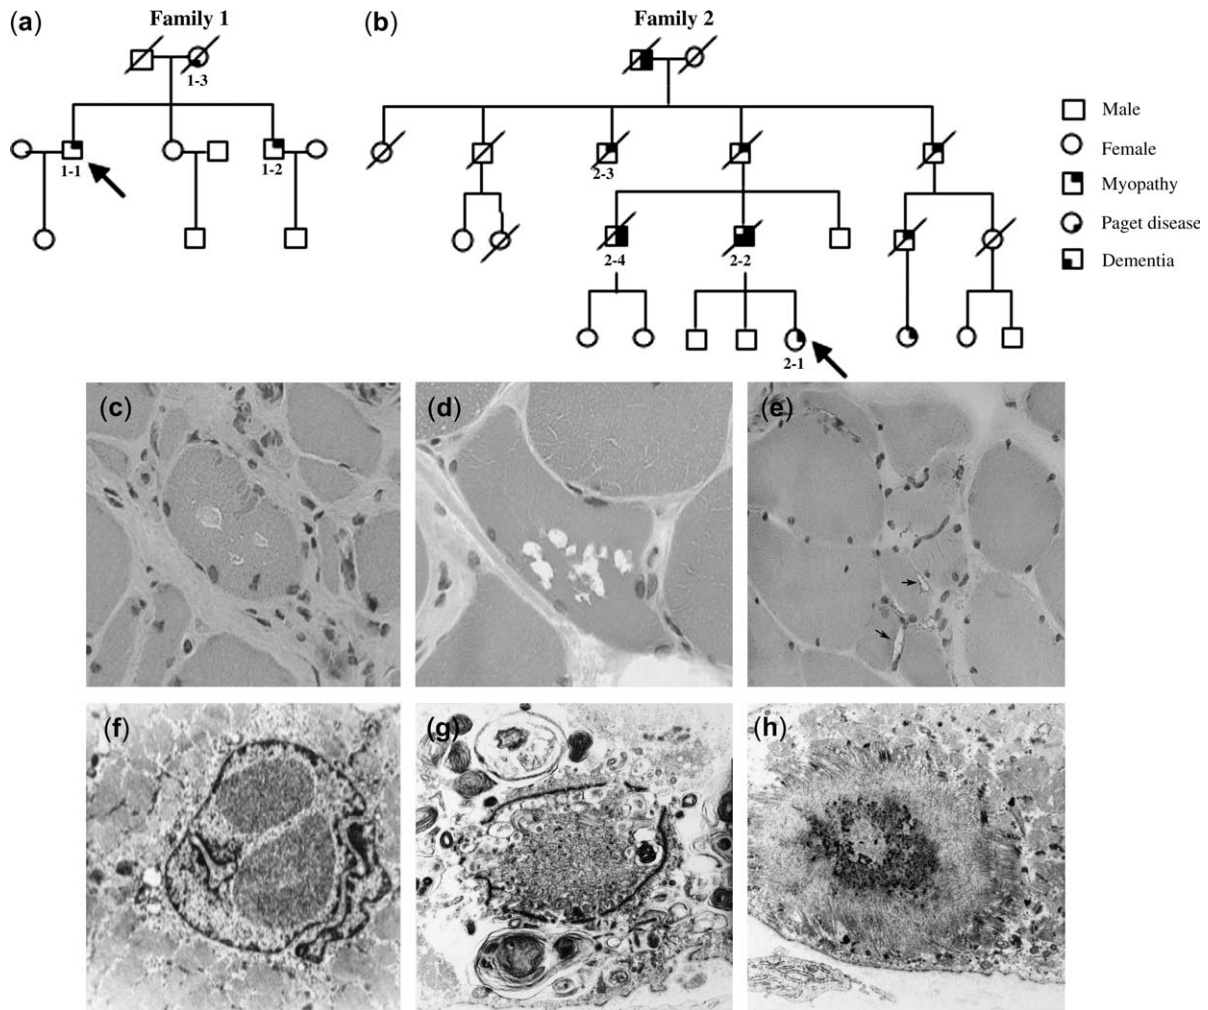 (a)
Family 1
1-3
1-1
1-2
(b)
Family 2
2-3
2-4
2-2
2-1
Male
Female
Myopathy
Paget disease
Dementia
(c)
(d)
(e)
(f)
(g)
(h)